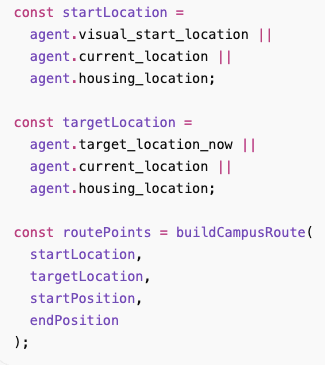 const startLocation =
  agent.visual_start_location ||
  agent.current_location ||
  agent.housing_location;

const targetLocation =
  agent.target_location_now ||
  agent.current_location ||
  agent.housing_location;

const routePoints = buildCampusRoute(
  startLocation,
  targetLocation,
  startPosition,
  endPosition
);